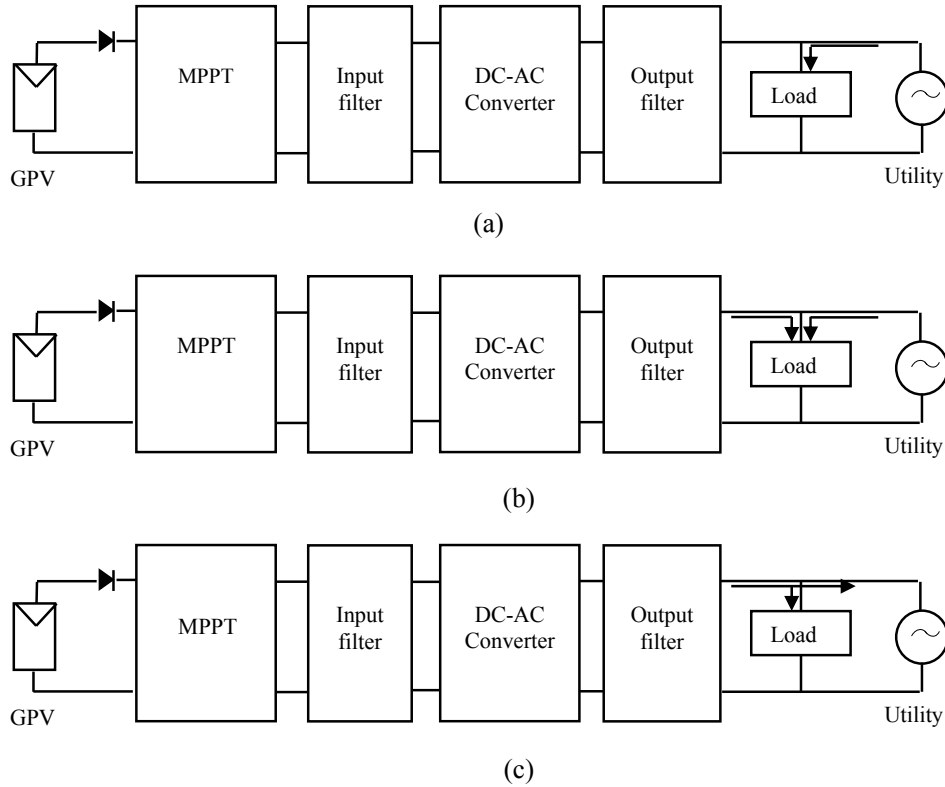 MPPT
Input
filter
DC-AC
Converter
Output
filter
Load
GPV
Utility
(a)
MPPT
Input
filter
DC-AC
Converter
Output
filter
Load
GPV
Utility
(b)
MPPT
Input
filter
DC-AC
Converter
Output
filter
Load
GPV
Utility
(c)